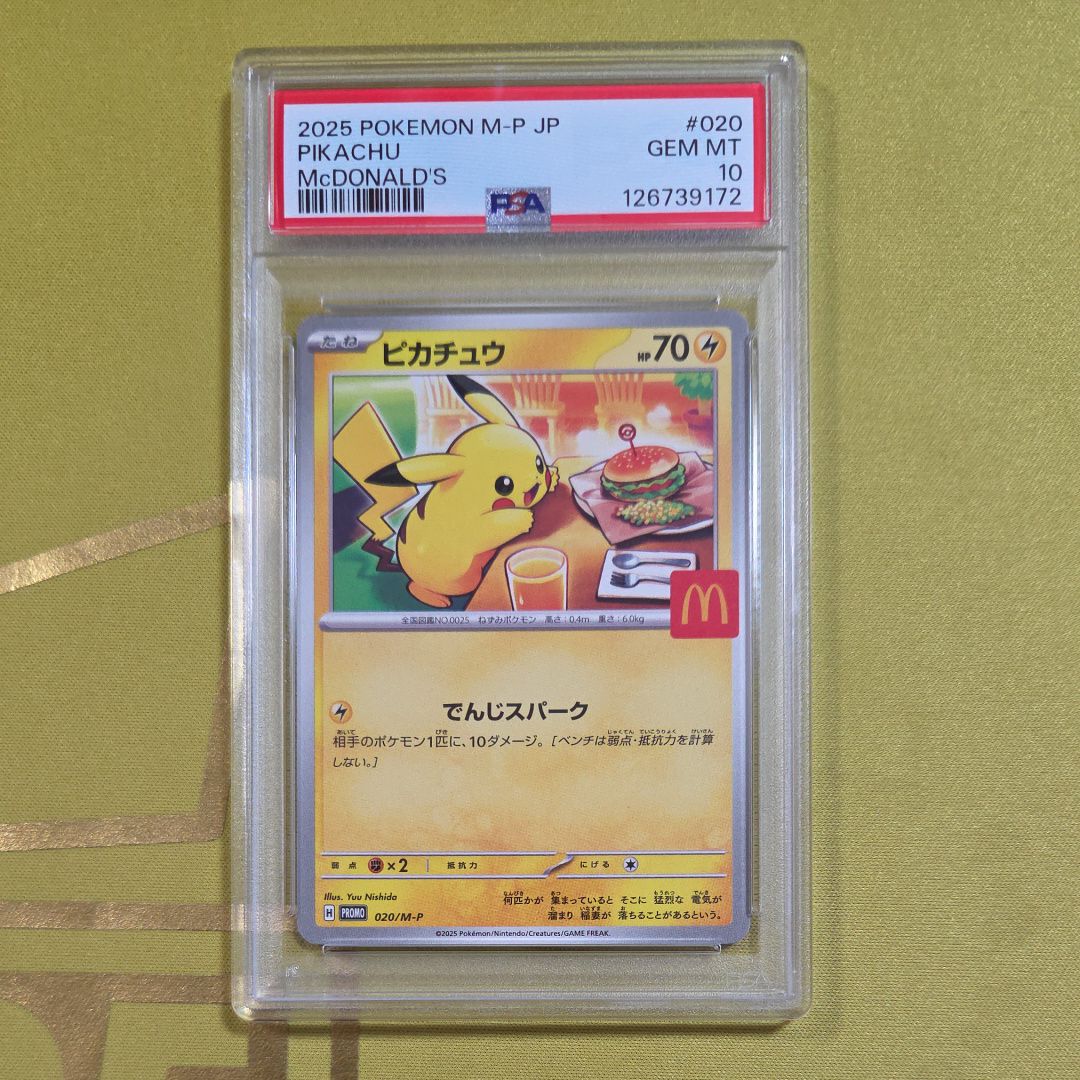 2025 POKEMON M-P JP #020
PIKACHU GEM MT
McDONALD'S 10
PSA 126739172
たね ピカチュウ HP70
M
全国図鑑NO.0025 ねずみポケモン 高さ:0.4m 重さ:6.0kg
でんじスパーク
相手のポケモン1匹に、10ダメージ。[ベンチは弱点・抵抗力を計算
しない。]
弱点 ×2 抵抗力 にげる
Illus. Yuu Nishida
何匹かが 集まっていると そこに 猛烈な 電気が
溜まり 稲妻が 落ちることがあるという。
H PROMO 020/M-P
©2025 Pokémon/Nintendo/Creatures/GAME FREAK.